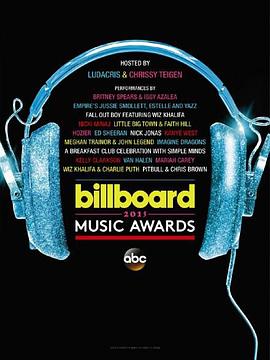 HOSTED BY
LUDACRIS & CHRISSY TEIGEN
PERFORMANCES BY
BRITNEY SPEARS & IGGY AZALEA
EMPIRE'S JUSSIE SMOLLETT, ESTELLE AND YAZZ
FALL OUT BOY FEATURING WIZ KHALIFA
NICKI MINAJ LITTLE BIG TOWN & FAITH HILL
HOZIER ED SHEERAN NICK JONAS KANYE WEST
MEGHAN TRAINOR & JOHN LEGEND IMAGINE DRAGONS
A BREAKFAST CLUB CELEBRATION WITH SIMPLE MINDS
KELLY CLARKSON VAN HALEN MARIAH CAREY
WIZ KHALIFA & CHARLIE PUTH PITBULL & CHRIS BROWN
billboard
2015
MUSIC AWARDS
abc